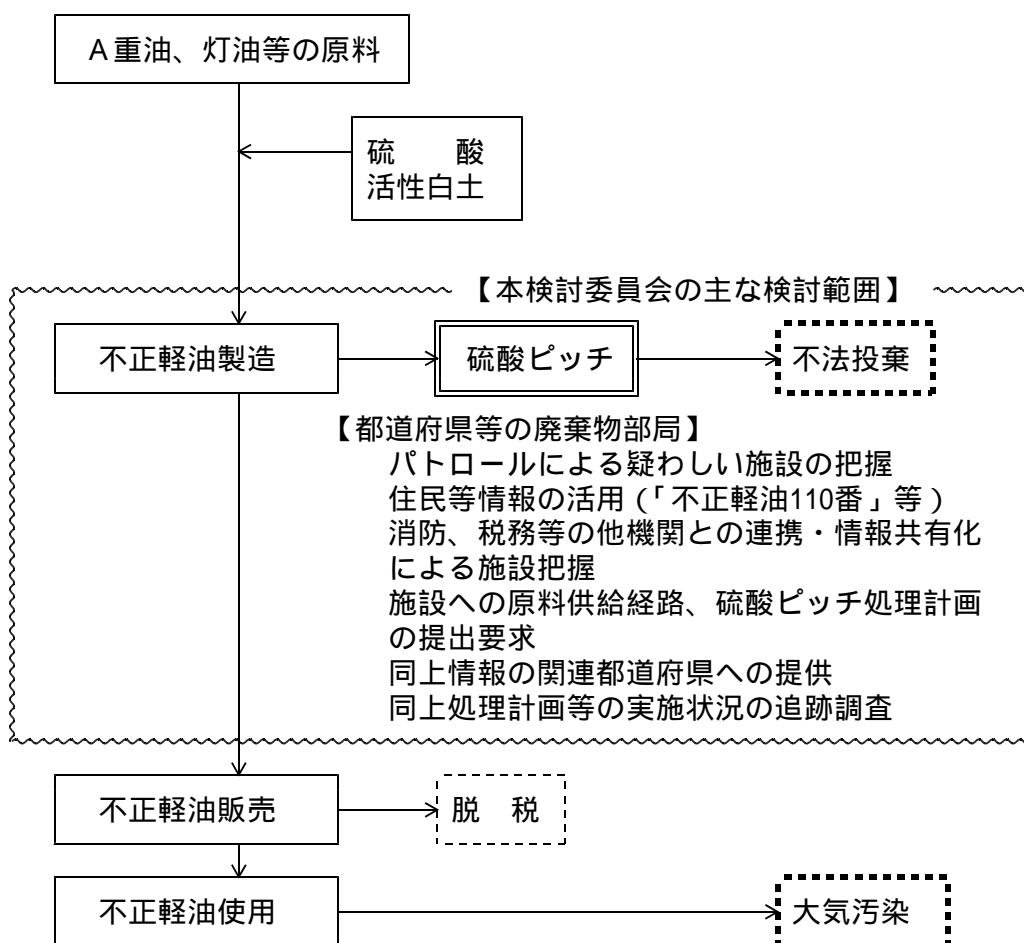 A重油、灯油等の原料
硫　　酸
活性白土
【本検討委員会の主な検討範囲】
不正軽油製造
硫酸ピッチ
不法投棄
【都道府県等の廃棄物部局】
パトロールによる疑わしい施設の把握
住民等情報の活用（「不正軽油110番」等）
消防、税務等の他機関との連携・情報共有化
による施設把握
施設への原料供給経路、硫酸ピッチ処理計画
の提出要求
同上情報の関連都道府県への提供
同上処理計画等の実施状況の追跡調査
不正軽油販売
脱　税
不正軽油使用
大気汚染